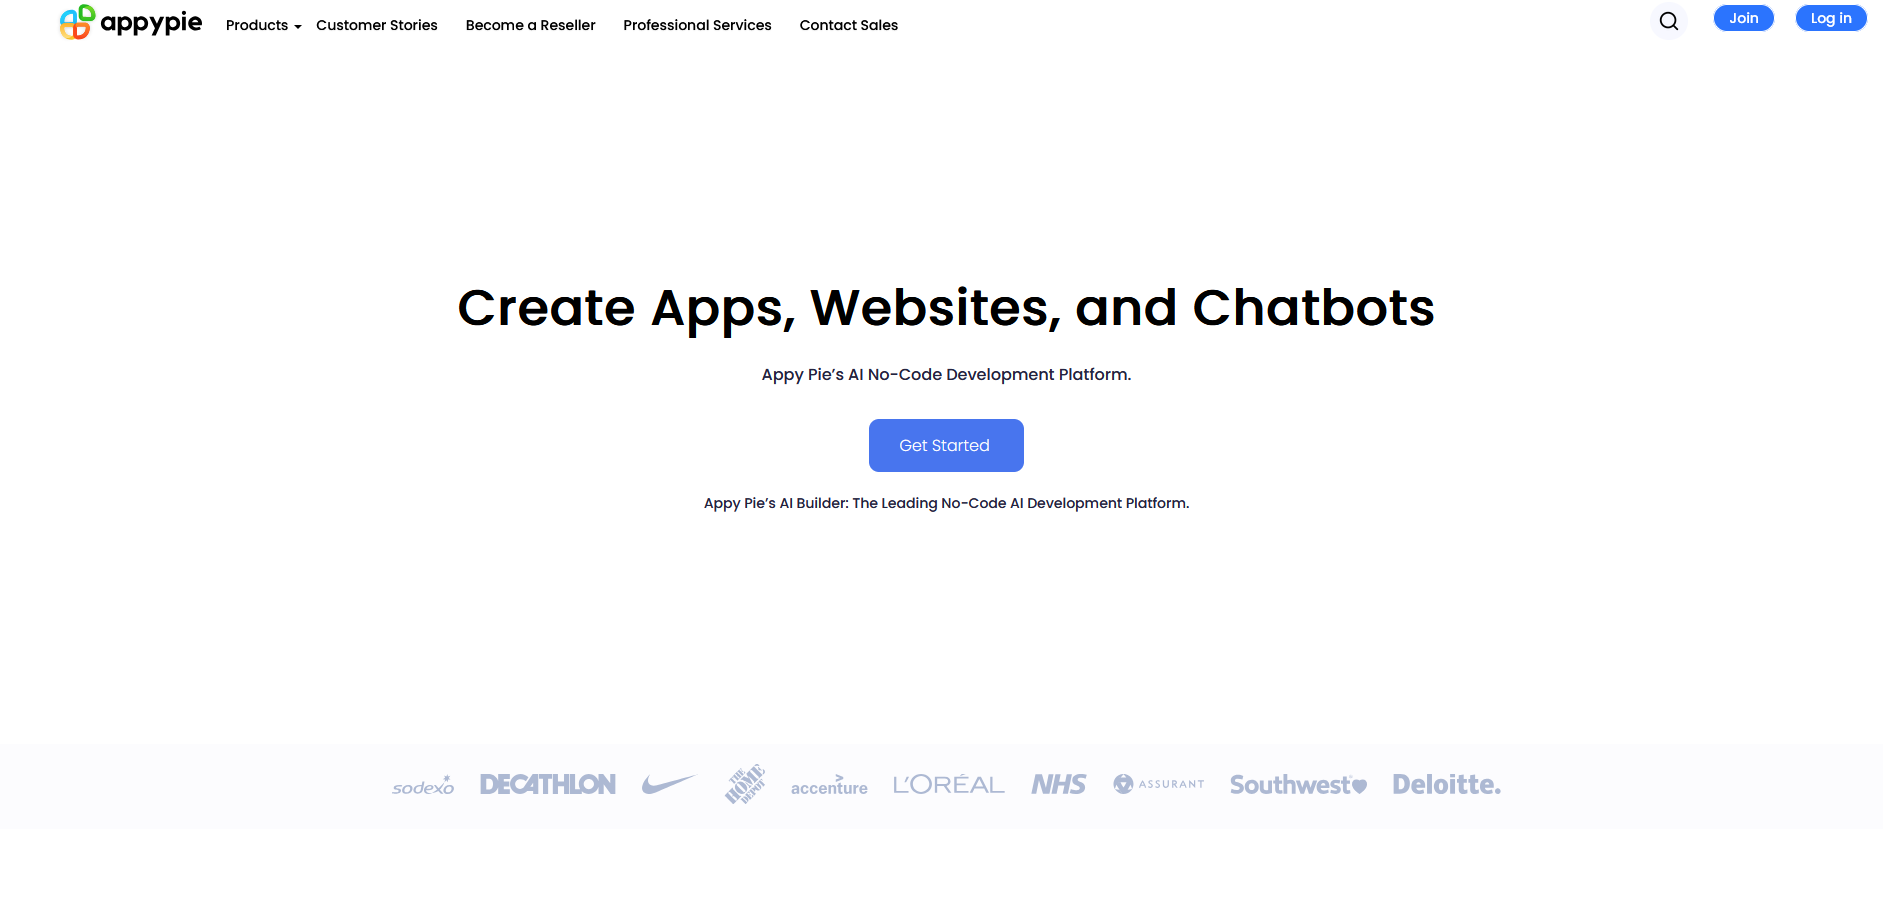 appypie Products Customer Stories Become a Reseller Professional Services Contact Sales Join Log in
Create Apps, Websites, and Chatbots
Appy Pie’s AI No-Code Development Platform.
Get Started
Appy Pie’s AI Builder: The Leading No-Code AI Development Platform.
sodexo DECATHLON THE HOME DEPOT accenture L'ORÉAL NHS ASSURANT Southwest Deloitte.